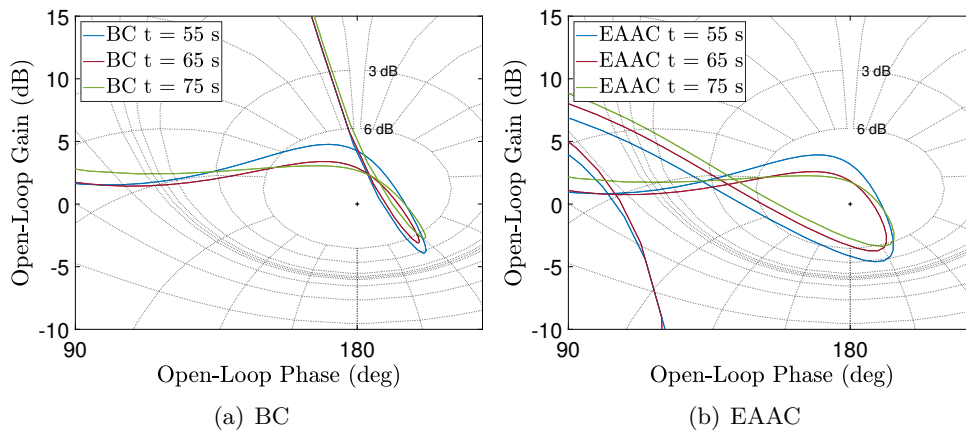 15
10
5
0
-5
-10
Open-Loop Gain (dB)
BC t = 55 s
BC t = 65 s
BC t = 75 s
3 dB
6 dB
90
180
Open-Loop Phase (deg)
(a) BC
15
10
5
0
-5
-10
Open-Loop Gain (dB)
EAAC t = 55 s
EAAC t = 65 s
EAAC t = 75 s
3 dB
6 dB
90
180
Open-Loop Phase (deg)
(b) EAAC